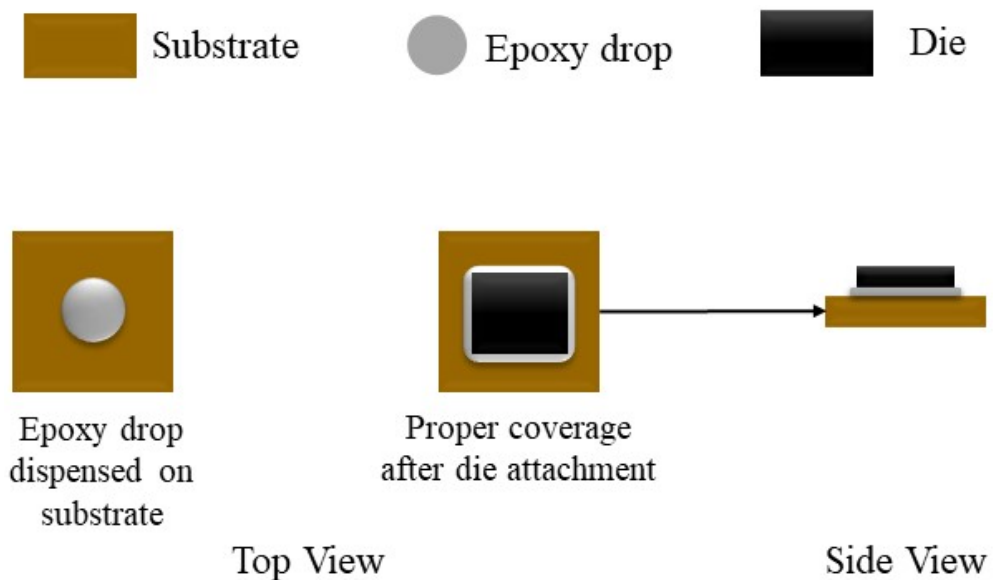 Substrate
Epoxy drop
Die
Epoxy drop
dispensed on
substrate
Proper coverage
after die attachment
Top View
Side View